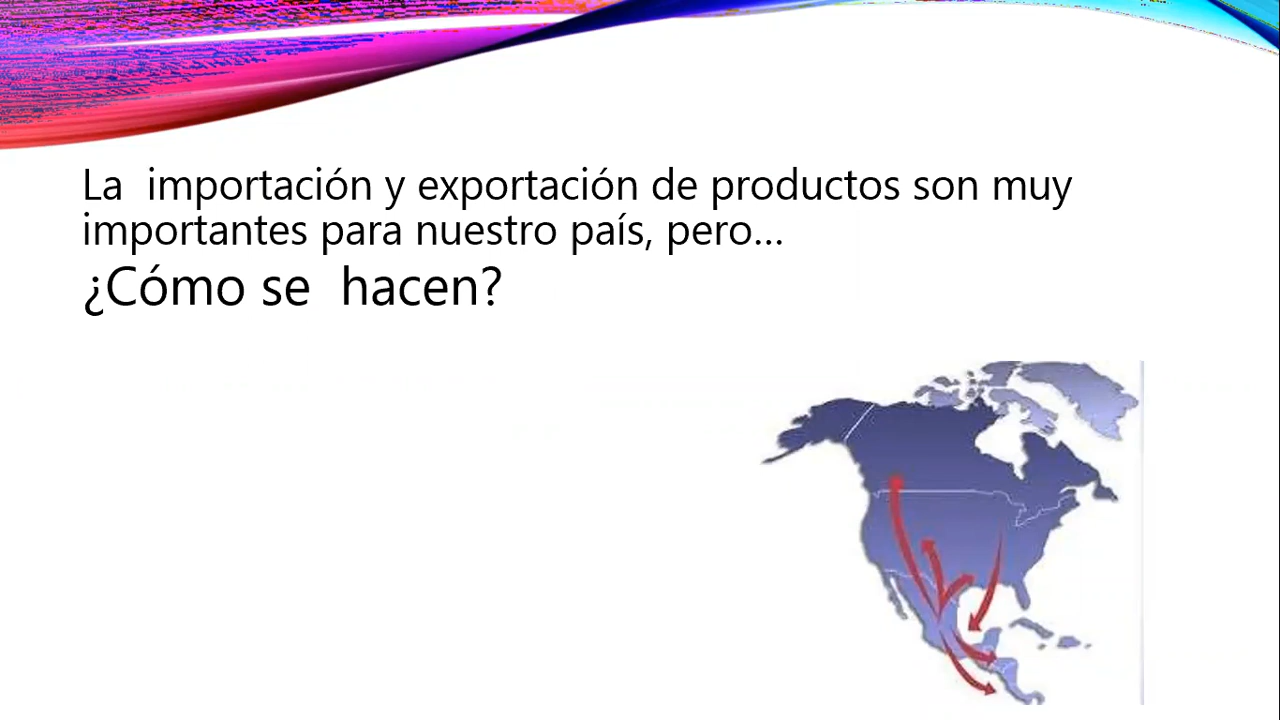 La  importación y exportación de productos son muy
importantes para nuestro país, pero...
¿Cómo se  hacen?